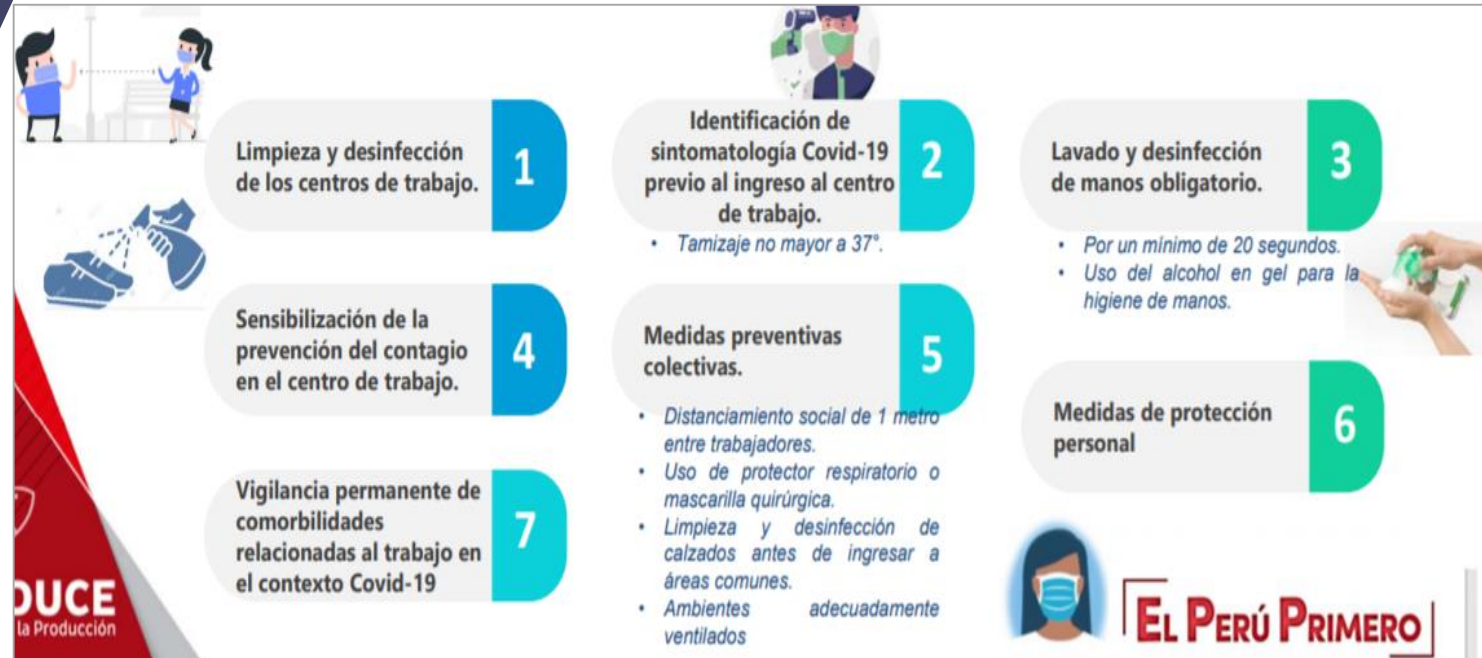 Limpieza y desinfección
de los centros de trabajo.
1
Identificación de
sintomatología Covid-19
previo al ingreso al centro
de trabajo.
2
• Tamizaje no mayor a 37°.
Lavado y desinfección
de manos obligatorio.
3
• Por un mínimo de 20 segundos.
• Uso del alcohol en gel para la
higiene de manos.
Sensibilización de la
prevención del contagio
en el centro de trabajo.
4
Medidas preventivas
colectivas.
5
• Distanciamiento social de 1 metro
entre trabajadores.
• Uso de protector respiratorio o
mascarilla quirúrgica.
• Limpieza y desinfección de
calzados antes de ingresar a
áreas comunes.
• Ambientes adecuadamente
ventilados
Medidas de protección
personal
6
Vigilancia permanente de
comorbilidades
relacionadas al trabajo en
el contexto Covid-19
7
DUCE
la Producción
EL PERÚ PRIMERO